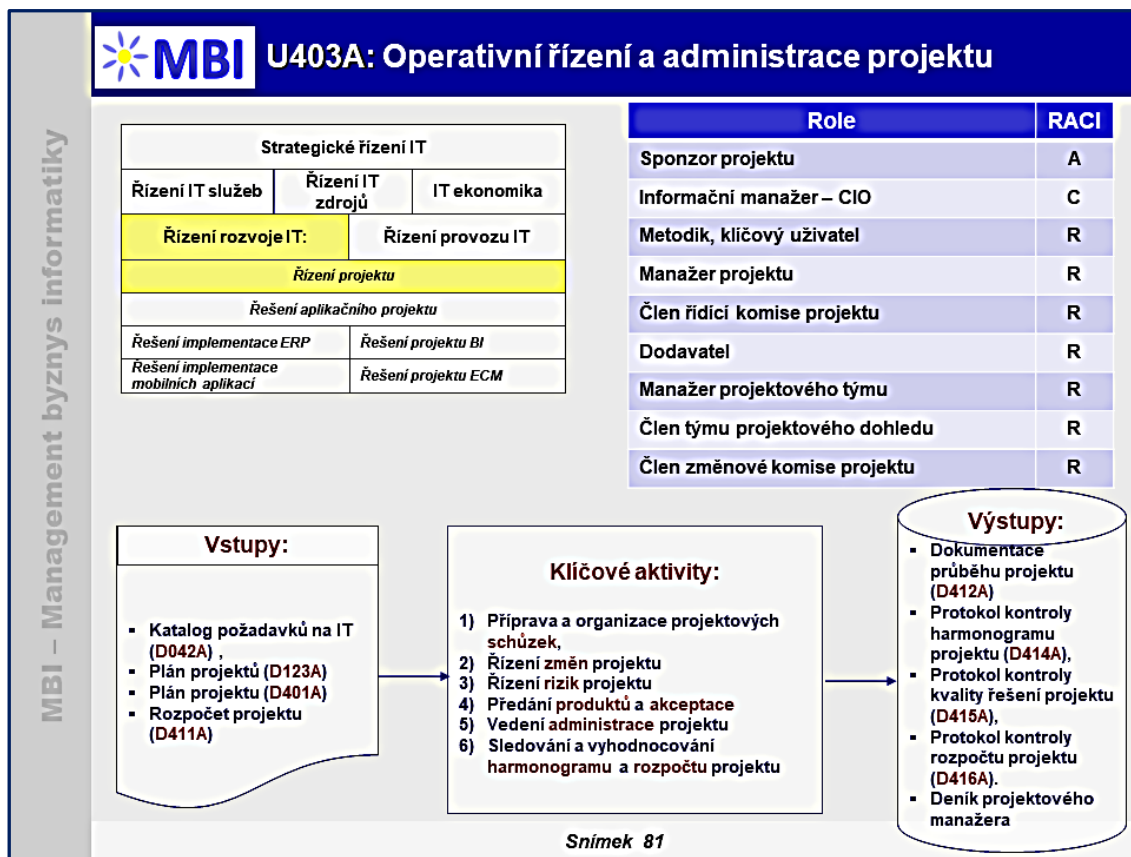 MBI
U403A: Operativní řízení a administrace projektu
MBI – Management byznys informatiky
Strategické řízení IT
Řízení IT služeb
Řízení IT
zdrojů
IT ekonomika
Řízení rozvoje IT:
Řízení provozu IT
Řízení projektu
Řešení aplikačního projektu
Řešení implementace ERP
Řešení projektu BI
Řešení implementace
mobilních aplikací
Řešení projektu ECM
Role RACI
Sponzor projektu A
Informační manažer – CIO C
Metodik, klíčový uživatel R
Manažer projektu R
Člen řídící komise projektu R
Dodavatel R
Manažer projektového týmu R
Člen týmu projektového dohledu R
Člen změnové komise projektu R
Vstupy:
▪ Katalog požadavků na IT
(D042A) ,
▪ Plán projektů (D123A)
▪ Plán projektu (D401A)
▪ Rozpočet projektu
(D411A)
Klíčové aktivity:
1) Příprava a organizace projektových
schůzek,
2) Řízení změn projektu
3) Řízení rizik projektu
4) Předání produktů a akceptace
5) Vedení administrace projektu
6) Sledování a vyhodnocování
harmonogramu a rozpočtu projektu
Výstupy:
▪ Dokumentace
průběhu projektu
(D412A)
▪ Protokol kontroly
harmonogramu
projektu (D414A),
▪ Protokol kontroly
kvality řešení projektu
(D415A),
▪ Protokol kontroly
rozpočtu projektu
(D416A).
▪ Deník projektového
manažera
Snímek 81